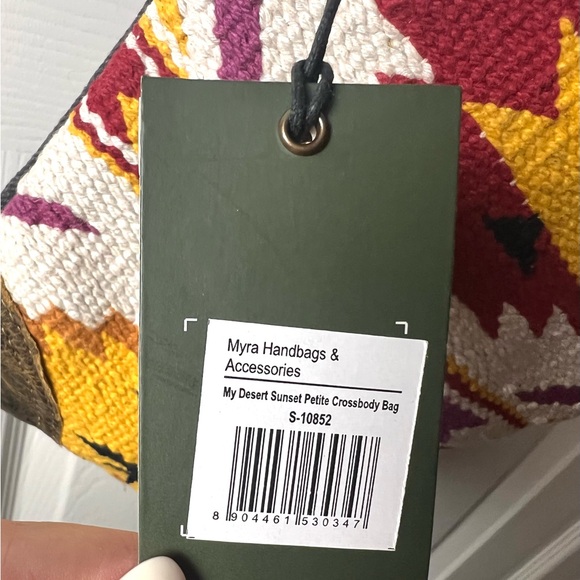 Myra Handbags &
Accessories
My Desert Sunset Petite Crossbody Bag
S-10852
8 904461 530347